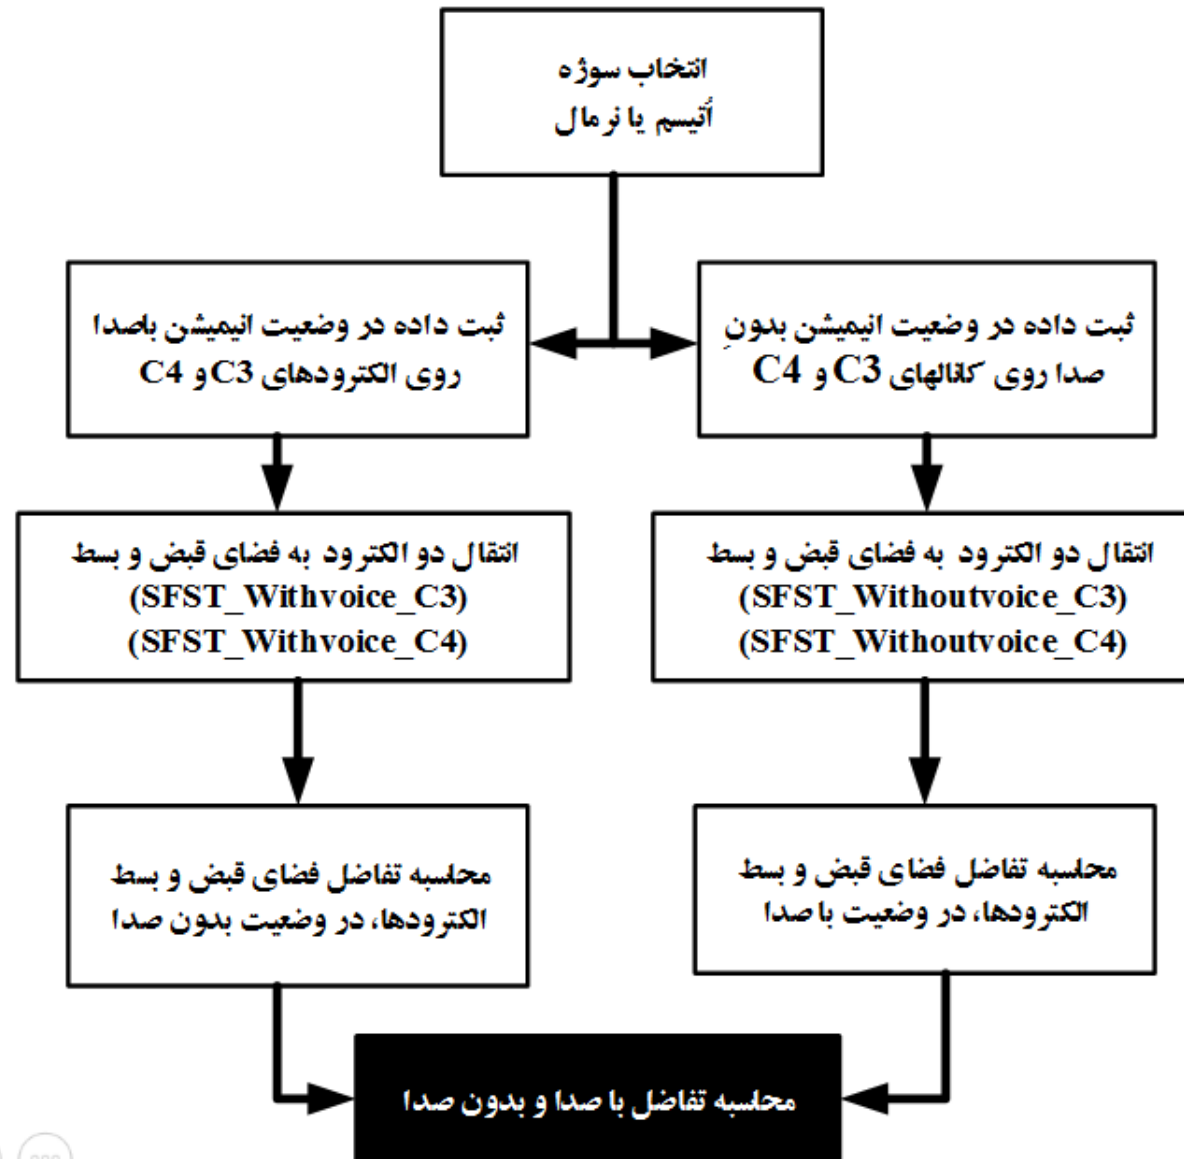 انتخاب سوژه
اُتیسم یا نرمال
ثبت داده در وضعیت انیمیشن بدونِ
صدا روی کانالهای C3 و C4
ثبت داده در وضعیت انیمیشن باصدا
روی الکترودهای C3 و C4
انتقال دو الکترود به فضای قبض و بسط
(SFST_Withoutvoice_C3)
(SFST_Withoutvoice_C4)
انتقال دو الکترود به فضای قبض و بسط
(SFST_Withvoice_C3)
(SFST_Withvoice_C4)
محاسبه تفاضل فضای قبض و بسط
الکترودها، در وضعیت با صدا
محاسبه تفاضل فضای قبض و بسط
الکترودها، در وضعیت بدون صدا
محاسبه تفاضل با صدا و بدون صدا